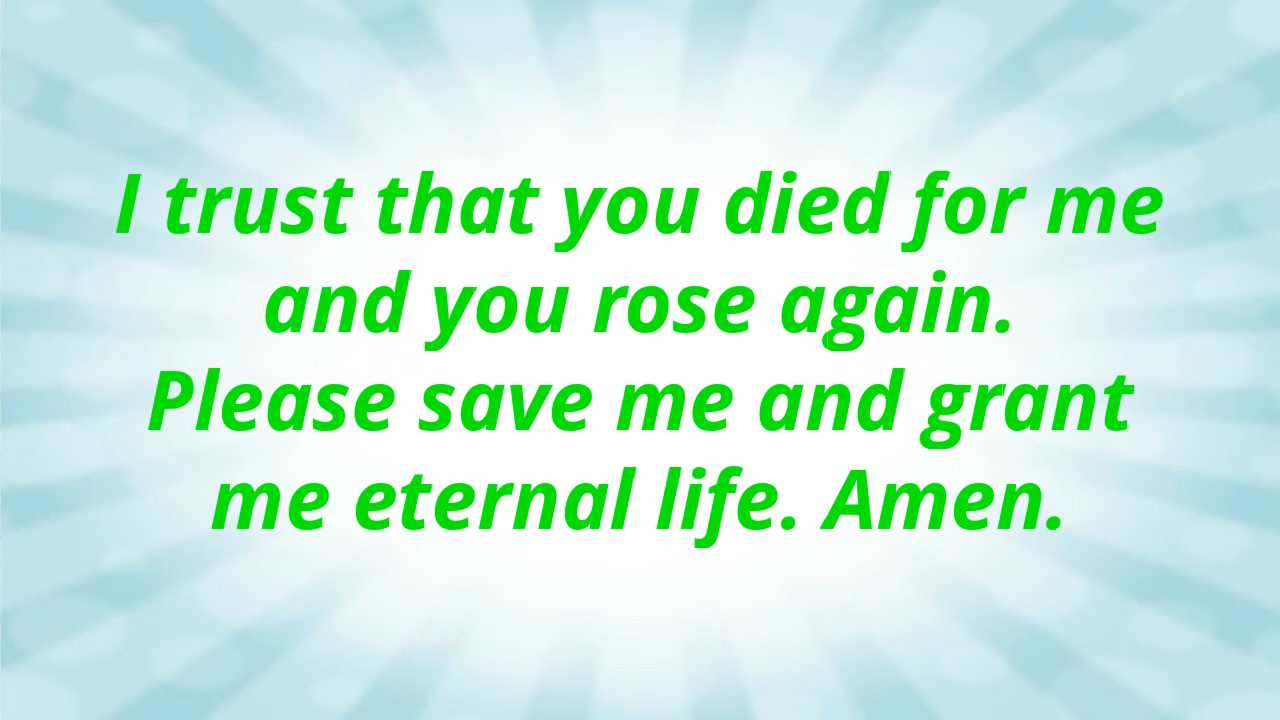 I trust that you died for me
and you rose again.
Please save me and grant
me eternal life. Amen.